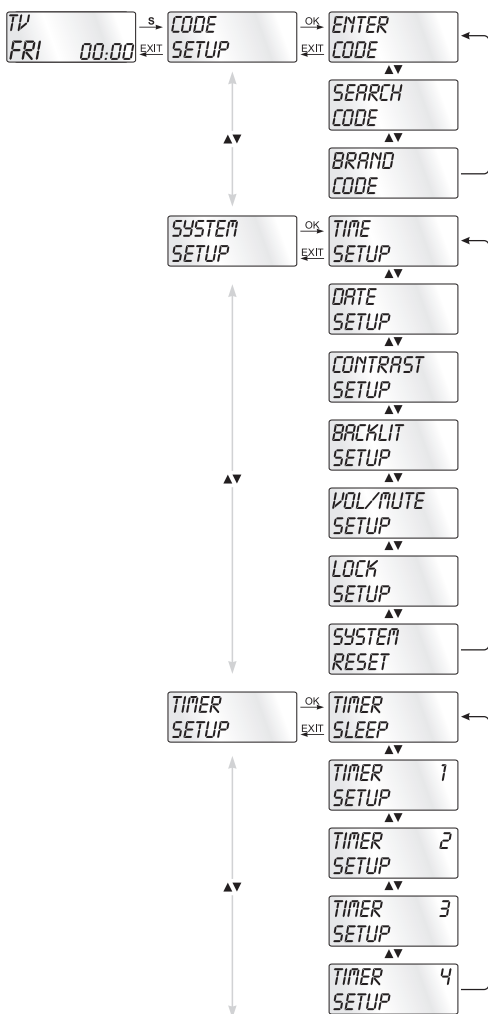 TV
FRI 00:00
S
EXIT
CODE
SETUP
OK
EXIT
ENTER
CODE
▲▼
SEARCH
CODE
▲▼
BRAND
CODE
▲▼
SYSTEM
SETUP
OK
EXIT
TIME
SETUP
▲▼
DATE
SETUP
▲▼
CONTRAST
SETUP
▲▼
BACKLIT
SETUP
▲▼
VOL/MUTE
SETUP
▲▼
LOCK
SETUP
▲▼
SYSTEM
RESET
▲▼
TIMER
SETUP
OK
EXIT
TIMER
SLEEP
▲▼
TIMER 1
SETUP
▲▼
TIMER 2
SETUP
▲▼
TIMER 3
SETUP
▲▼
TIMER 4
SETUP
▲▼